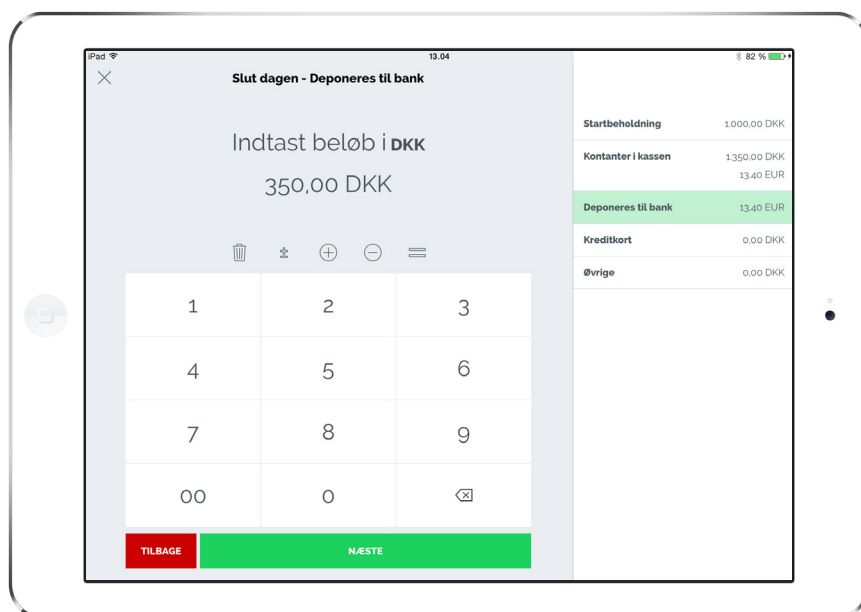 iPad 13.04 82 %
Slut dagen - Deponeres til bank
Indtast beløb i DKK
350,00 DKK
1 2 3
4 5 6
7 8 9
00 0
TILBAGE NÆSTE
Startbeholdning 1.000,00 DKK
Kontanter i kassen 1.350,00 DKK
13,40 EUR
Deponeres til bank 13,40 EUR
Kreditkort 0,00 DKK
Øvrige 0,00 DKK